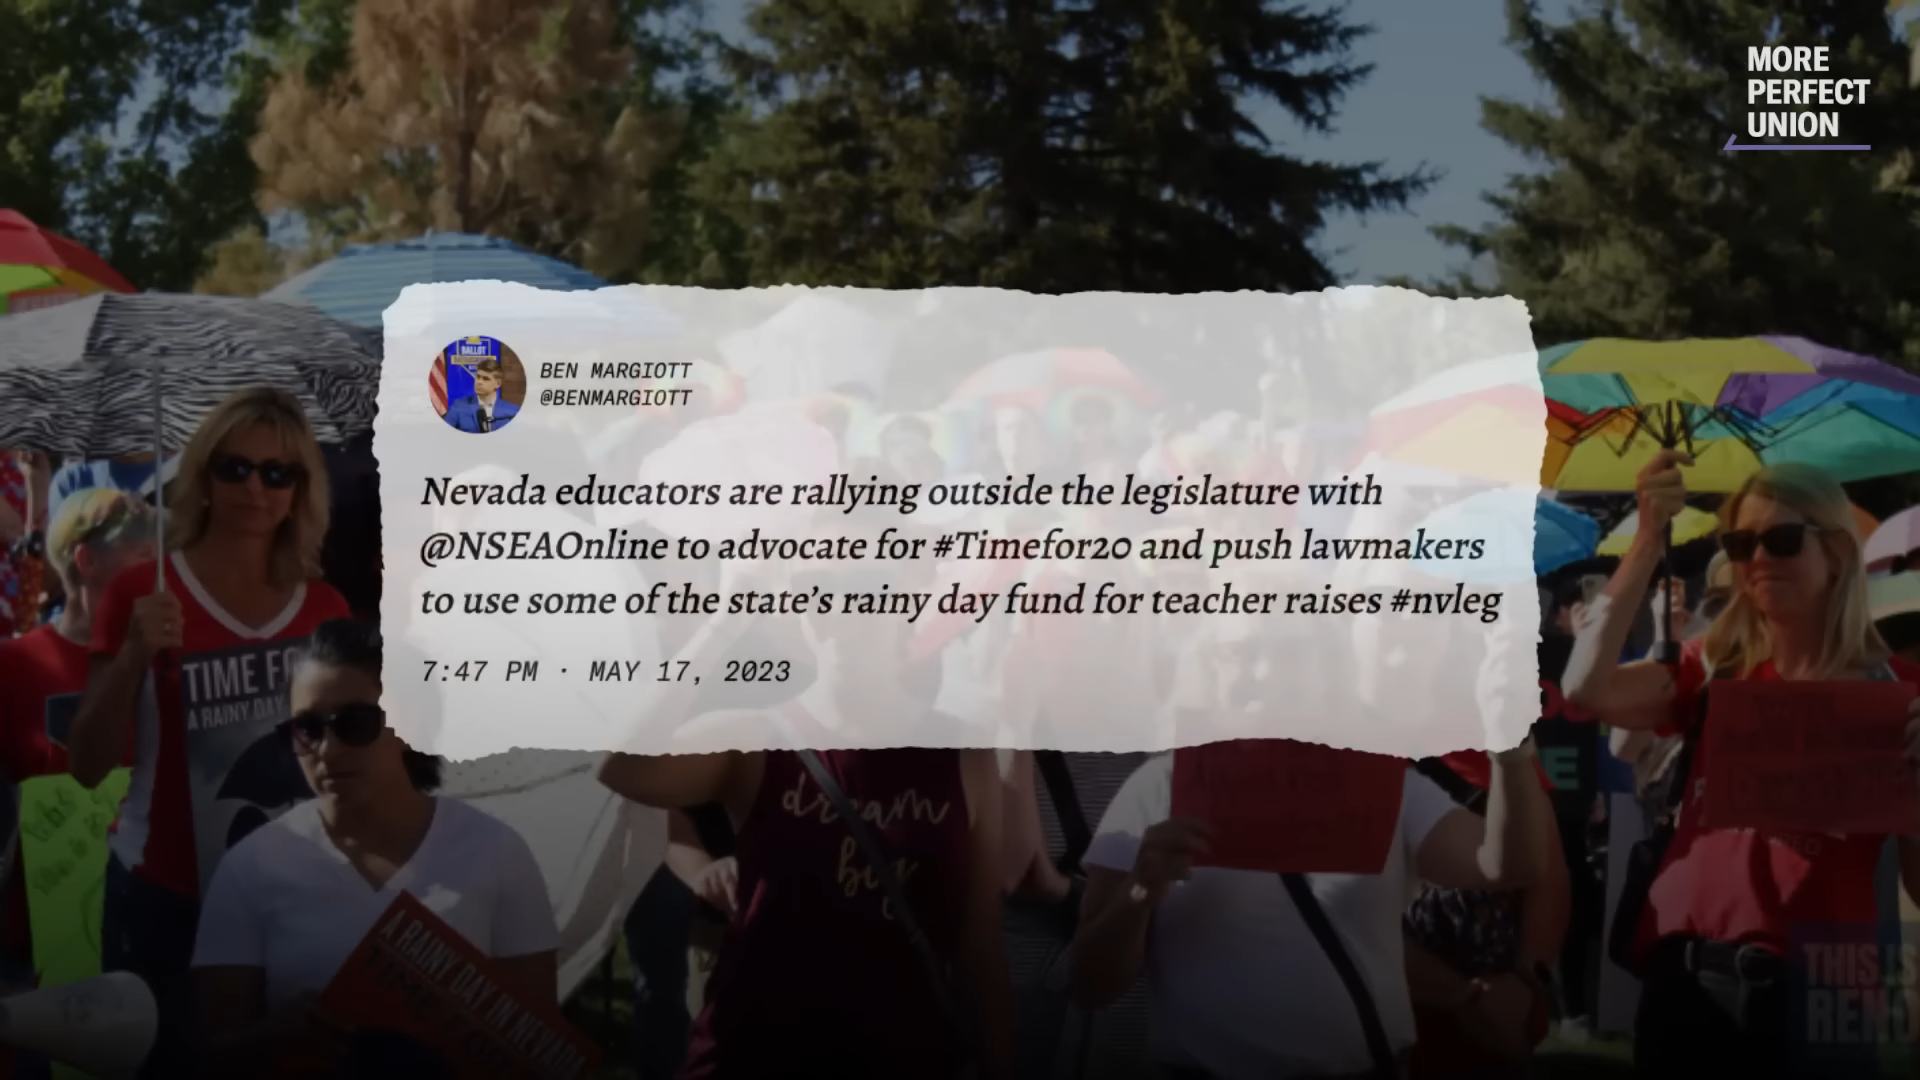 MORE
PERFECT
UNION
BALLOT
BEN MARGIOTT
@BENMARGIOTT
Nevada educators are rallying outside the legislature with
@NSEAOnline to advocate for #Timefor20 and push lawmakers
to use some of the state's rainy day fund for teacher raises #nvleg
7:47 PM · MAY 17, 2023
TIME FO
A RAINY DAY
dream
big
E
A RAINY DAY IN NEVADA
THIS IS
RENO